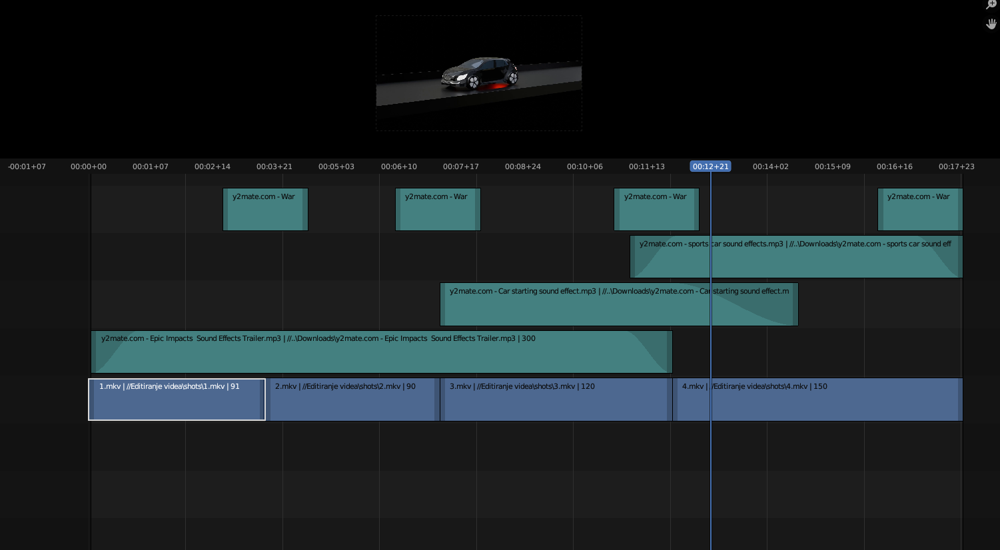 -00:01+07 00:00+00 00:01+07 00:02+14 00:03+21 00:05+03 00:06+10 00:07+17 00:08+24 00:10+06 00:11+13 00:12+21 00:14+02 00:15+09 00:16+16 00:17+23
y2mate.com - War y2mate.com - War y2mate.com - War y2mate.com - War
y2mate.com - sports car sound effects.mp3 | //..\Downloads\y2mate.com - sports car sound eff
y2mate.com - Car starting sound effect.mp3 | //..\Downloads\y2mate.com - Car starting sound effect.m
y2mate.com - Epic Impacts  Sound Effects Trailer.mp3 | //..\Downloads\y2mate.com - Epic Impacts  Sound Effects Trailer.mp3 | 300
1.mkv | //Editiranje videa\shots\1.mkv | 91 2.mkv | //Editiranje videa\shots\2.mkv | 90 3.mkv | //Editiranje videa\shots\3.mkv | 120 4.mkv | //Editiranje videa\shots\4.mkv | 150